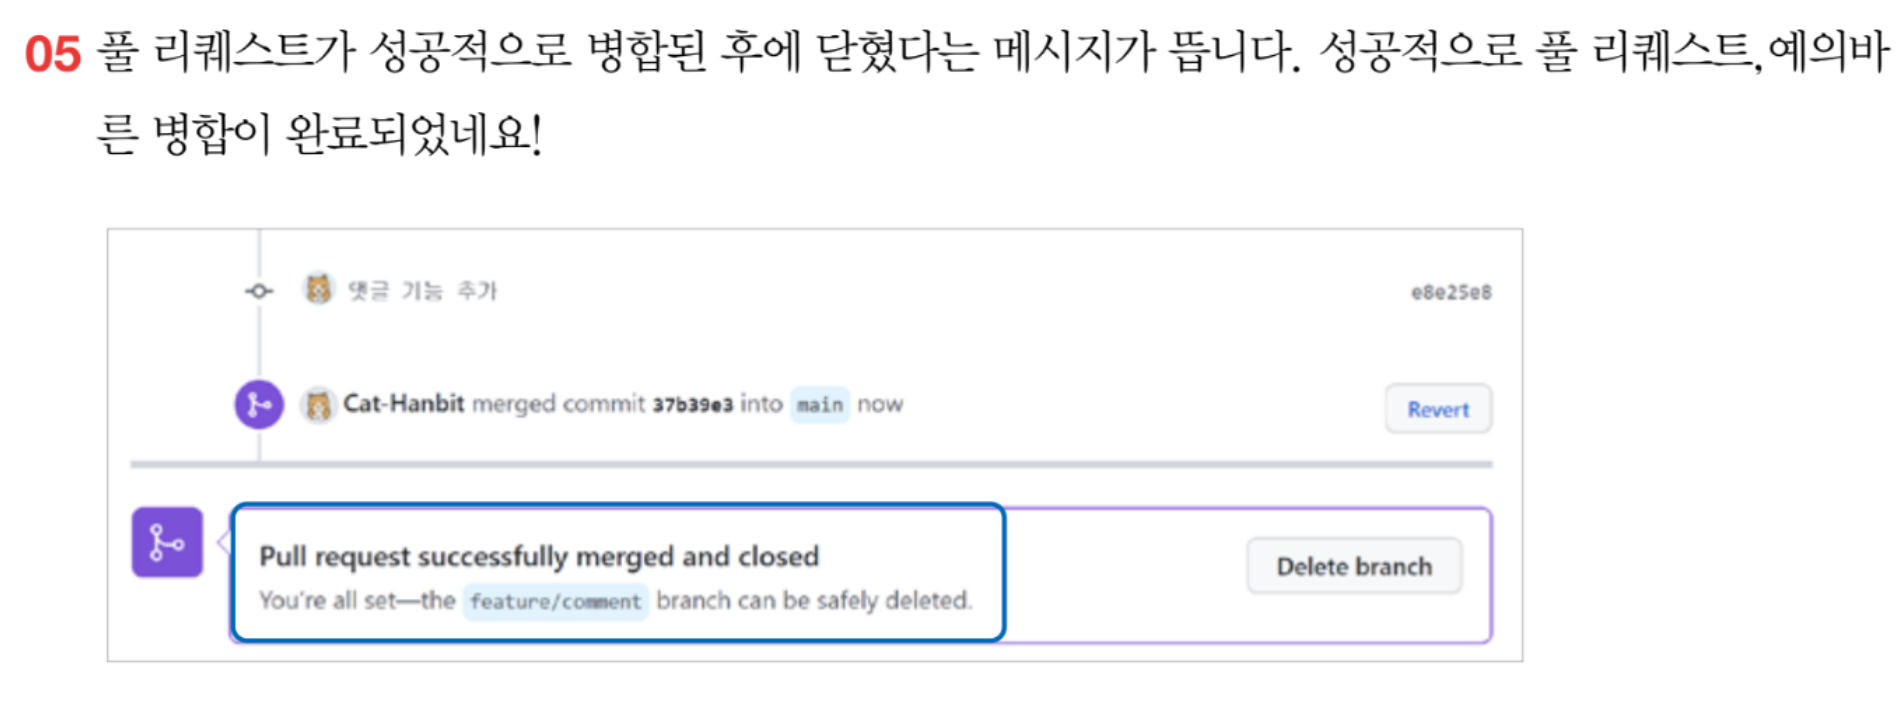 05 풀 리퀘스트가 성공적으로 병합된 후에 닫혔다는 메시지가 뜹니다. 성공적으로 풀 리퀘스트,예의바
른 병합이 완료되었네요!
댓글 기능 추가 e8e25e8
Cat-Hanbit merged commit 37b39e3 into main now Revert
Pull request successfully merged and closed
Delete branch
You're all set—the feature/comment branch can be safely deleted.